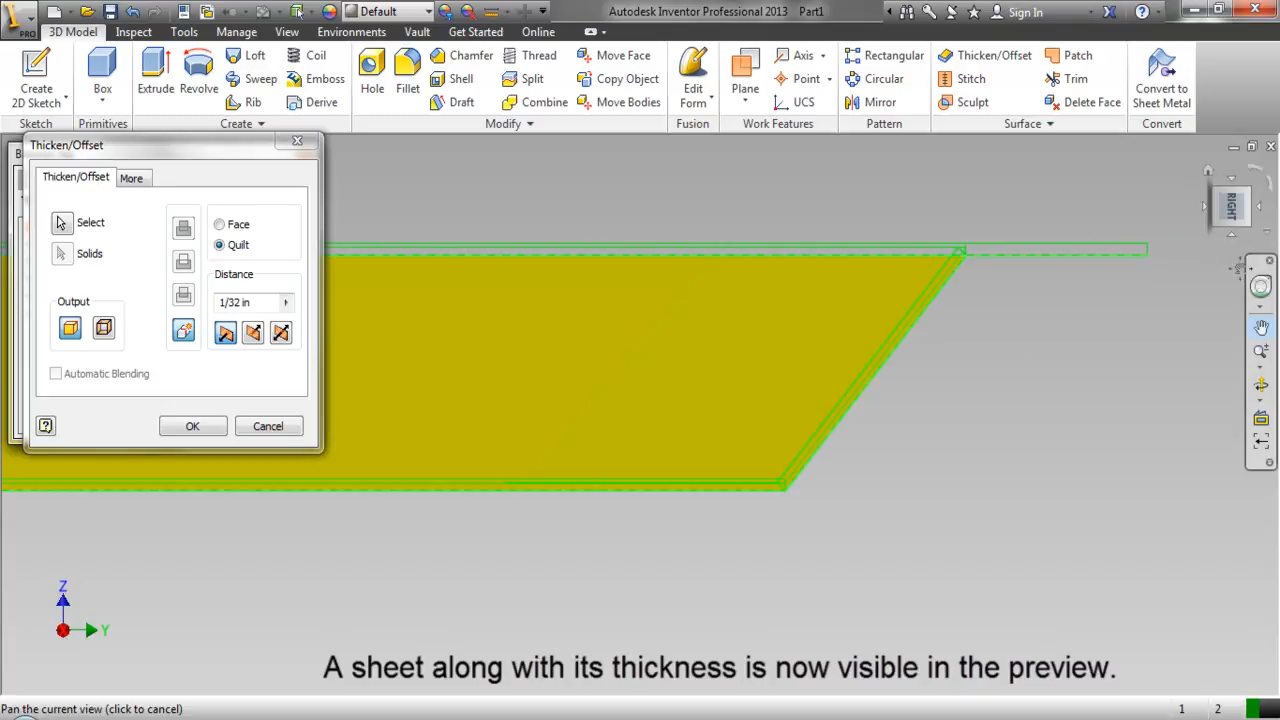 PRO
Default
Autodesk Inventor Professional 2013 Part1
Sign In
3D Model Inspect Tools Manage View Environments Vault Get Started Online
Create 2D Sketch
Sketch
Box
Primitives
Extrude Revolve
Loft Coil
Sweep Emboss
Rib Derive
Create
Hole Fillet
Chamfer Thread Move Face
Shell Split Copy Object
Draft Combine Move Bodies
Modify
Edit Form
Fusion
Plane
Axis
Point
UCS
Work Features
Rectangular
Circular
Mirror
Pattern
Thicken/Offset Patch
Stitch Trim
Sculpt Delete Face
Surface
Convert to Sheet Metal
Convert
Thicken/Offset
Thicken/Offset More
Select
Solids
Face
Quilt
Distance
1/32 in
Output
Automatic Blending
OK Cancel
RIGHT
Z
Y
A sheet along with its thickness is now visible in the preview.
Pan the current view (click to cancel)
1 2